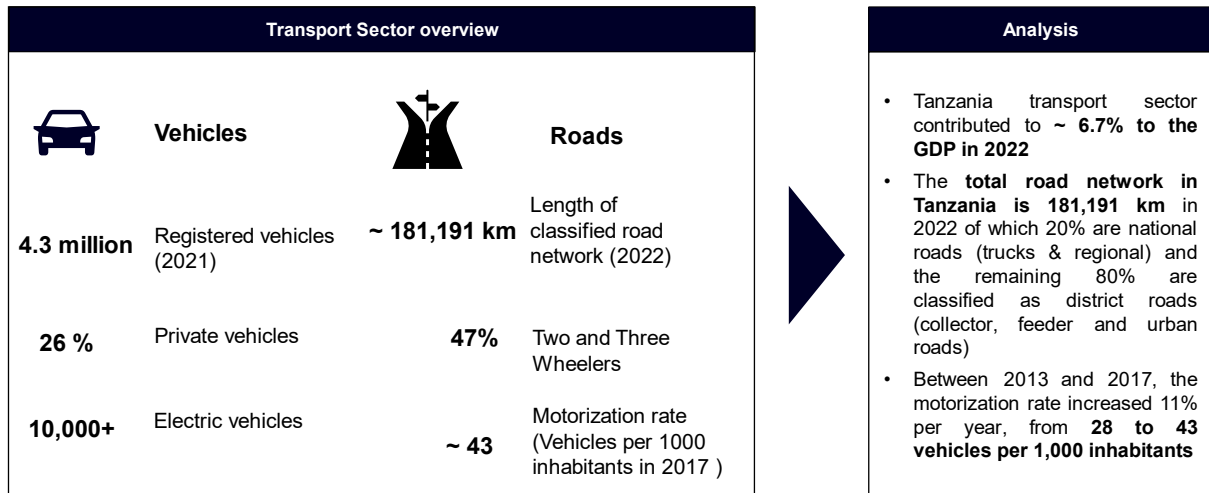 Transport Sector overview
Vehicles
Roads
4.3 million
Registered vehicles
(2021)
~ 181,191 km
Length of
classified road
network (2022)
26 %
Private vehicles
47%
Two and Three
Wheelers
10,000+
Electric vehicles
~ 43
Motorization rate
(Vehicles per 1000
inhabitants in 2017 )
Analysis
• Tanzania transport sector
contributed to ~ 6.7% to the
GDP in 2022
• The total road network in
Tanzania is 181,191 km in
2022 of which 20% are national
roads (trucks & regional) and
the remaining 80% are
classified as district roads
(collector, feeder and urban
roads)
• Between 2013 and 2017, the
motorization rate increased 11%
per year, from 28 to 43
vehicles per 1,000 inhabitants